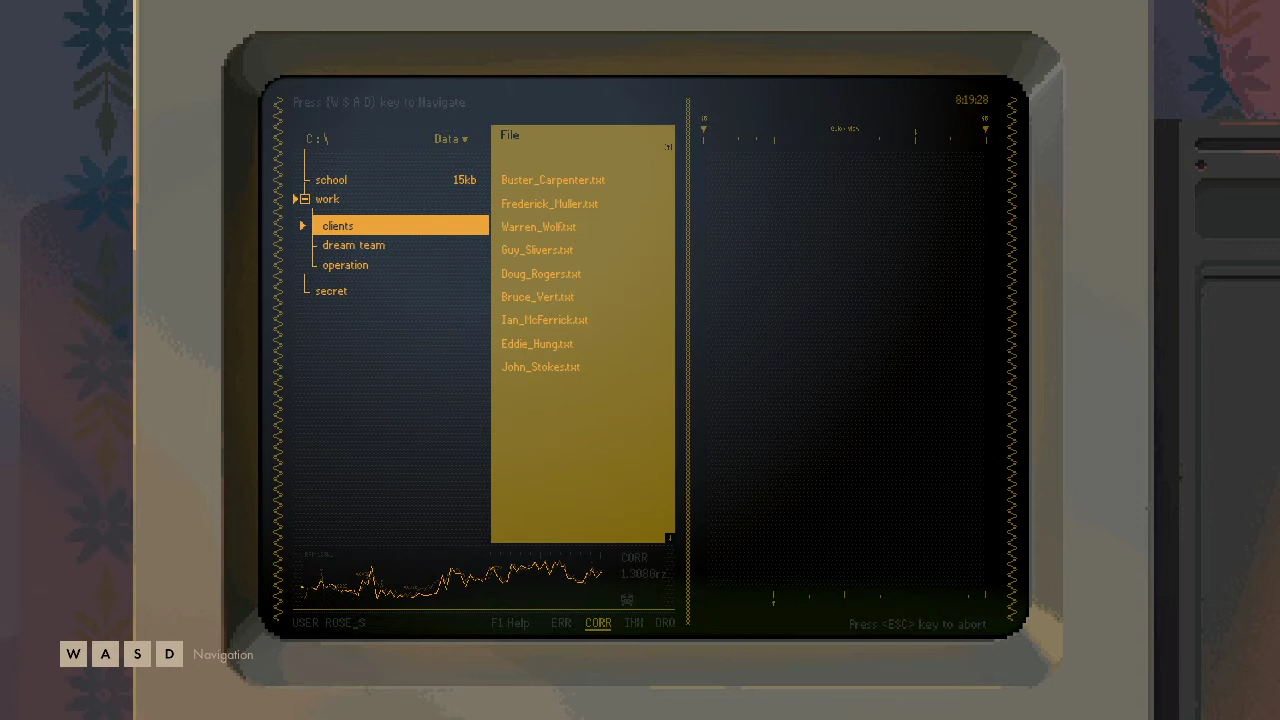 Press (W S A D) key to Navigate
8:19:28
C:\ Data
File
school 15kb
work
clients
dream team
operation
secret
Buster_Carpenter.txt
Frederick_Muller.txt
Warren_Wolf.txt
Guy_Slivers.txt
Doug_Rogers.txt
Bruce_Vert.txt
Ian_McFerrick.txt
Eddie_Hung.txt
John_Stokes.txt
CORR
USER ROSE_S
F1 Help ERR CORR INN DRO
Press <ESC> key to abort
W A S D Navigation